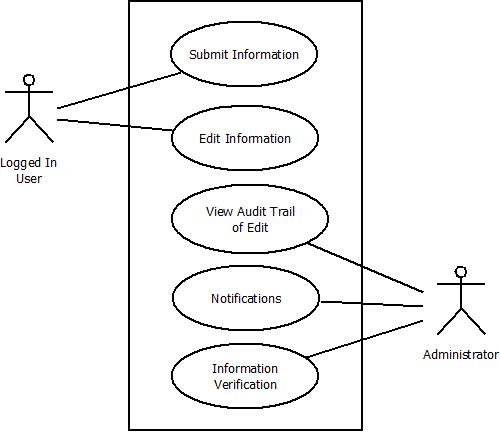 Submit Information
Logged In
User
Edit Information
View Audit Trail
of Edit
Notifications
Administrator
Information
Verification